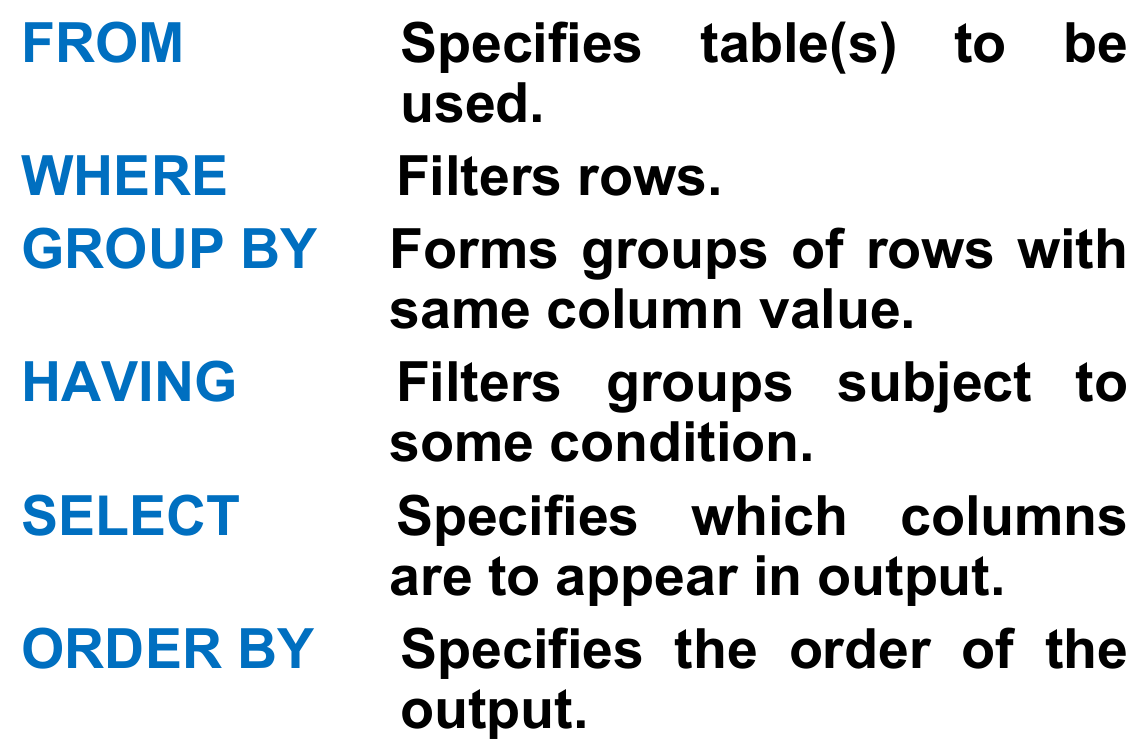 FROM Specifies table(s) to be
used.
WHERE Filters rows.
GROUP BY Forms groups of rows with
same column value.
HAVING Filters groups subject to
some condition.
SELECT Specifies which columns
are to appear in output.
ORDER BY Specifies the order of the
output.